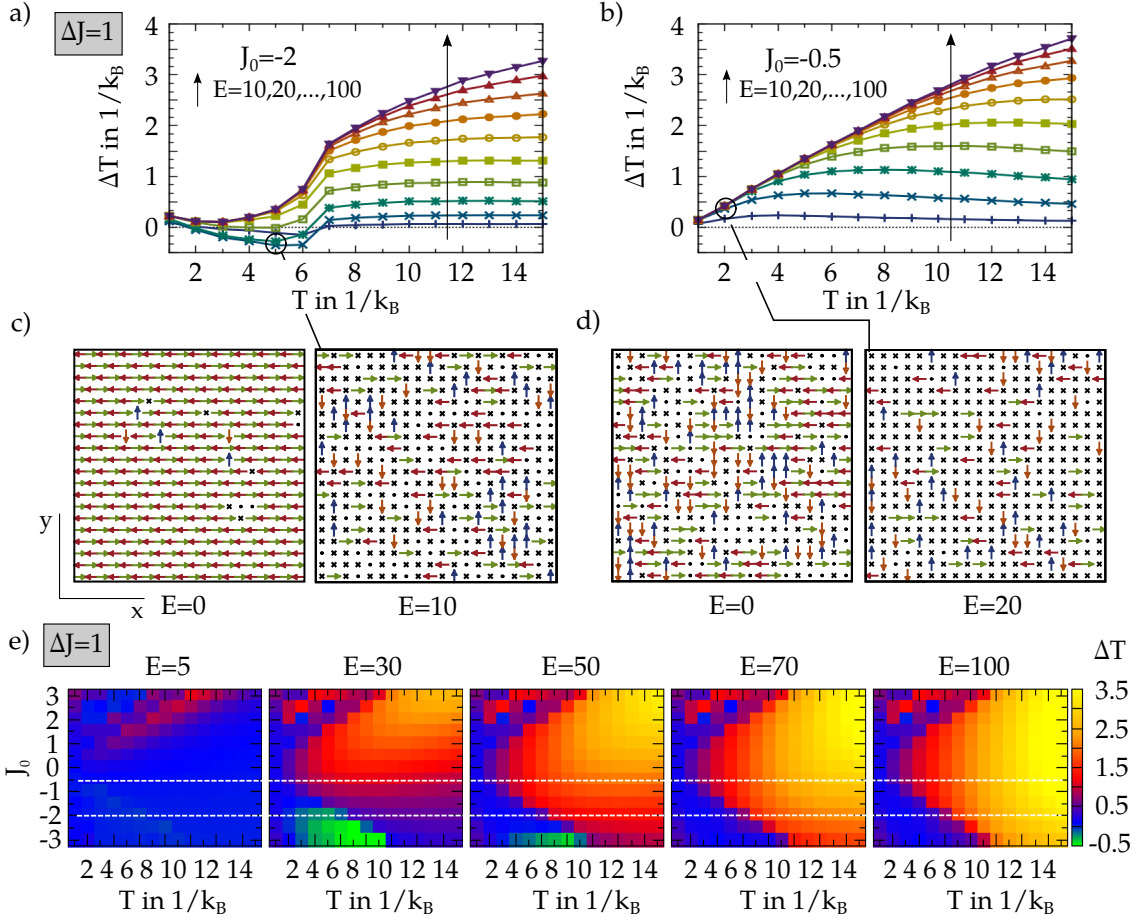 a)
ΔJ=1
J₀=-2
E=10,20,...,100
ΔT in 1/k_B
4
3
2
1
0
2 4 6 8 10 12 14
T in 1/k_B
b)
J₀=-0.5
E=10,20,...,100
ΔT in 1/k_B
4
3
2
1
0
2 4 6 8 10 12 14
T in 1/k_B
c)
y
x
E=0
E=10
d)
E=0
E=20
e)
ΔJ=1
E=5
E=30
E=50
E=70
E=100
ΔT
J₀
3
2
1
0
-1
-2
-3
3.5
2.5
1.5
0.5
-0.5
2 4 6 8 10 14
2 4 6 8 10 14
2 4 6 8 10 14
2 4 6 8 10 14
2 4 6 8 10 14
T in 1/k_B
T in 1/k_B
T in 1/k_B
T in 1/k_B
T in 1/k_B